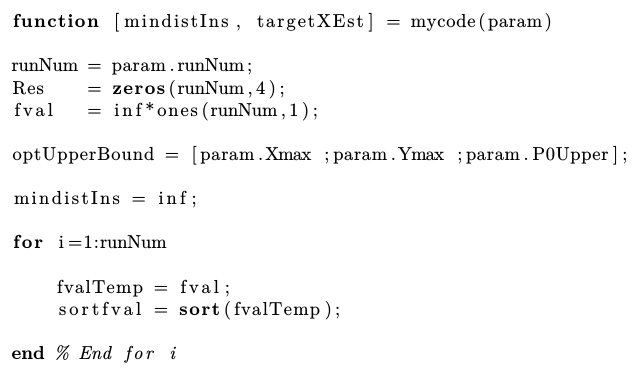 function [mindistIns , targetXEst] = mycode(param)
runNum = param.runNum;
Res = zeros(runNum,4);
fval = inf*ones(runNum,1);
optUpperBound = [param.Xmax ;param.Ymax ;param.P0Upper];
mindistIns = inf;
for i=1:runNum
fvalTemp = fval;
sortfval = sort(fvalTemp);
end % End for i